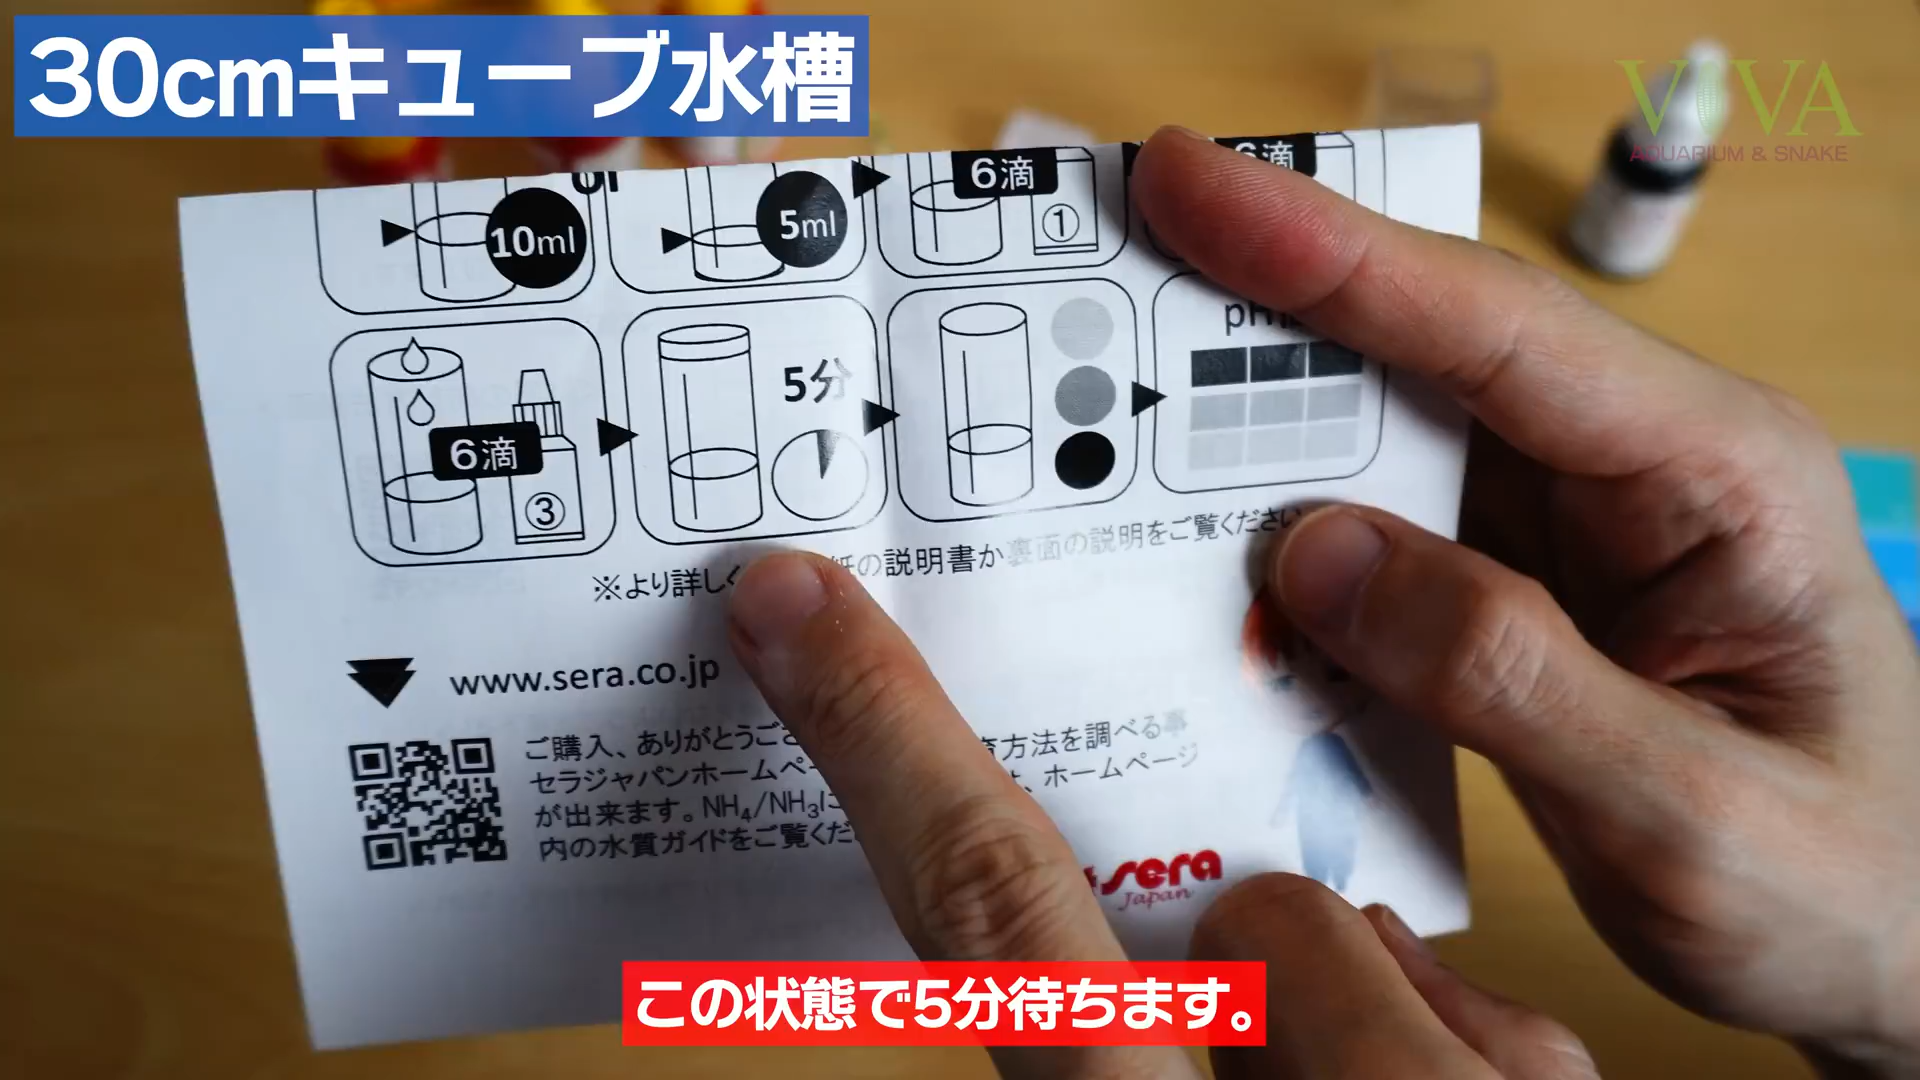 30cmキューブ水槽
VIVA
AQUARIUM & SNAKE
or
10ml
5ml
6滴
①
6滴
6滴
③
5分
pH
※より詳し
紙の説明書か裏面の説明をご覧ください
www.sera.co.jp
ご購入、ありがとうご
育方法を調べる事
セラジャパンホームペー
、ホームページ
が出来ます。NH₄/NH₃に
内の水質ガイドをご覧くだ
sera
Japan
この状態で5分待ちます。